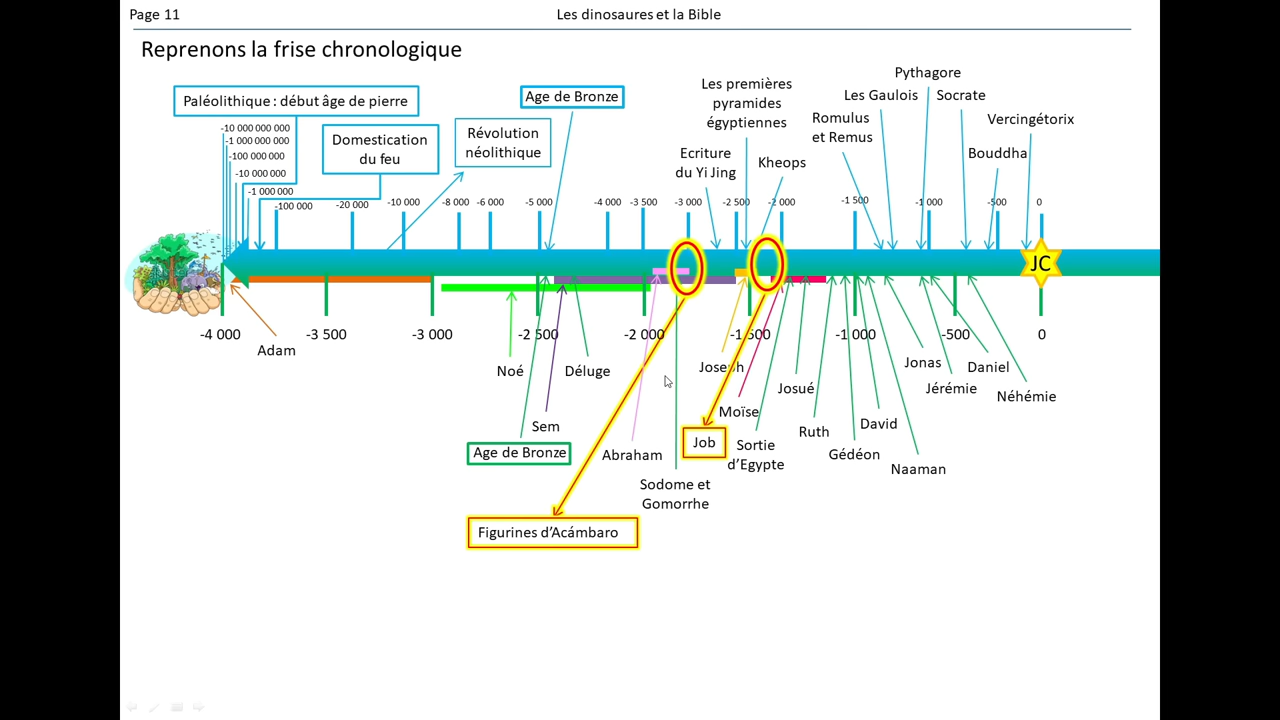 Page 11
Les dinosaures et la Bible
Reprenons la frise chronologique
Paléolithique : début âge de pierre
Domestication
du feu
Révolution
néolithique
Age de Bronze
Les premières
pyramides
égyptiennes
Ecriture
du Yi Jing
Kheops
Romulus
et Remus
Les Gaulois
Pythagore
Socrate
Bouddha
Vercingétorix
-10 000 000 000
-1 000 000 000
-100 000 000
-10 000 000
-1 000 000
-100 000
-20 000
-10 000
-8 000
-6 000
-5 000
-4 000
-3 500
-3 000
-2 500
-2 000
-1 500
-1 000
-500
0
JC
-4 000
-3 500
-3 000
-2 500
-2 000
-1 500
-1 000
-500
0
Adam
Noé
Déluge
Sem
Age de Bronze
Abraham
Sodome et
Gomorrhe
Joseph
Moïse
Job
Sortie
d'Egypte
Josué
Ruth
Gédéon
David
Naaman
Jonas
Jérémie
Daniel
Néhémie
Figurines d'Acámbaro